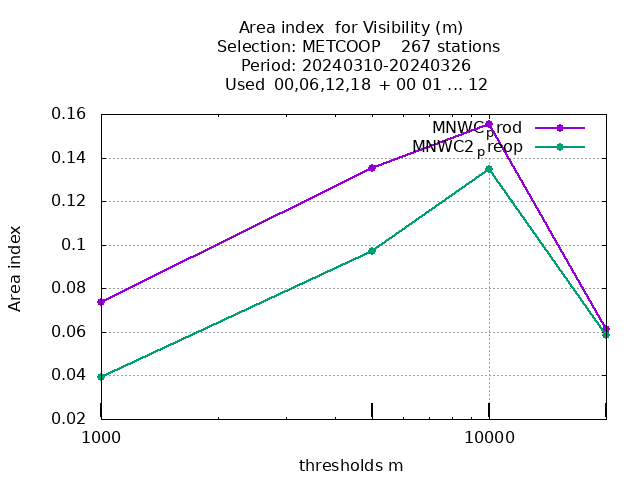 Area index for Visibility (m)
Selection: METCOOP 267 stations
Period: 20240310-20240326
Used 00,06,12,18 + 00 01 ... 12
0.16
0.14
0.12
0.1
0.08
0.06
0.04
0.02
Area index
MNWC_prod
MNWC2_preop
1000
10000
thresholds m